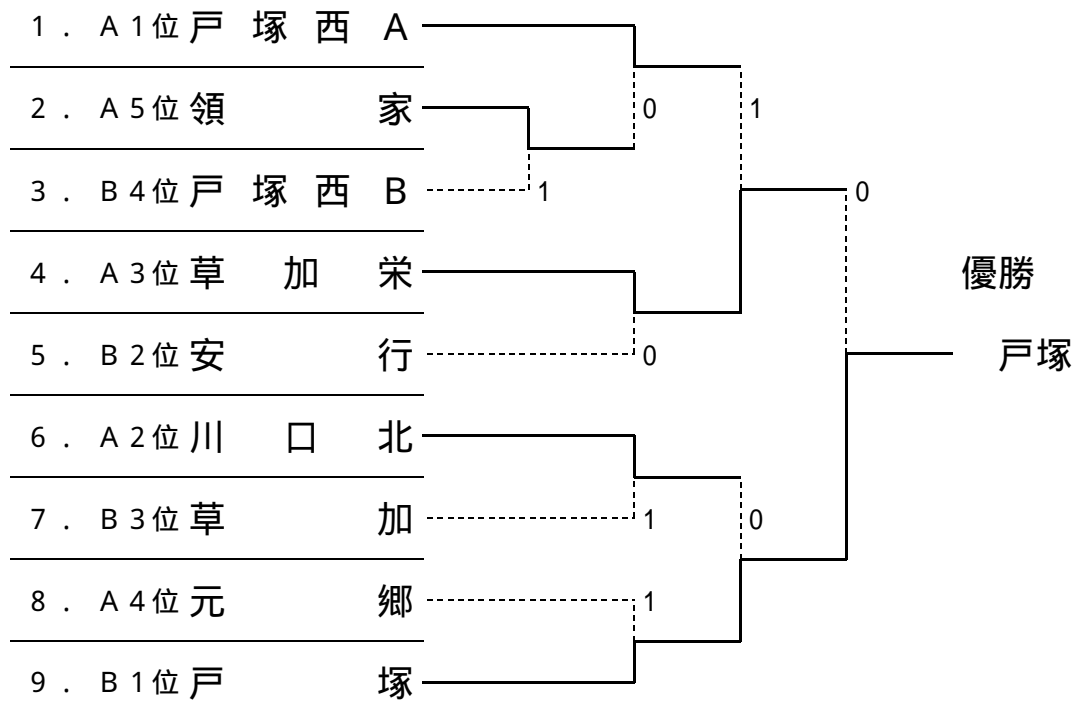 1. A1位 戸塚西A
2. A5位 領家
0 1
3. B4位 戸塚西B
1 0
4. A3位 草加栄
優勝
5. B2位 安行
0
戸塚
6. A2位 川口北
7. B3位 草加
1 0
8. A4位 元郷
1
9. B1位 戸塚